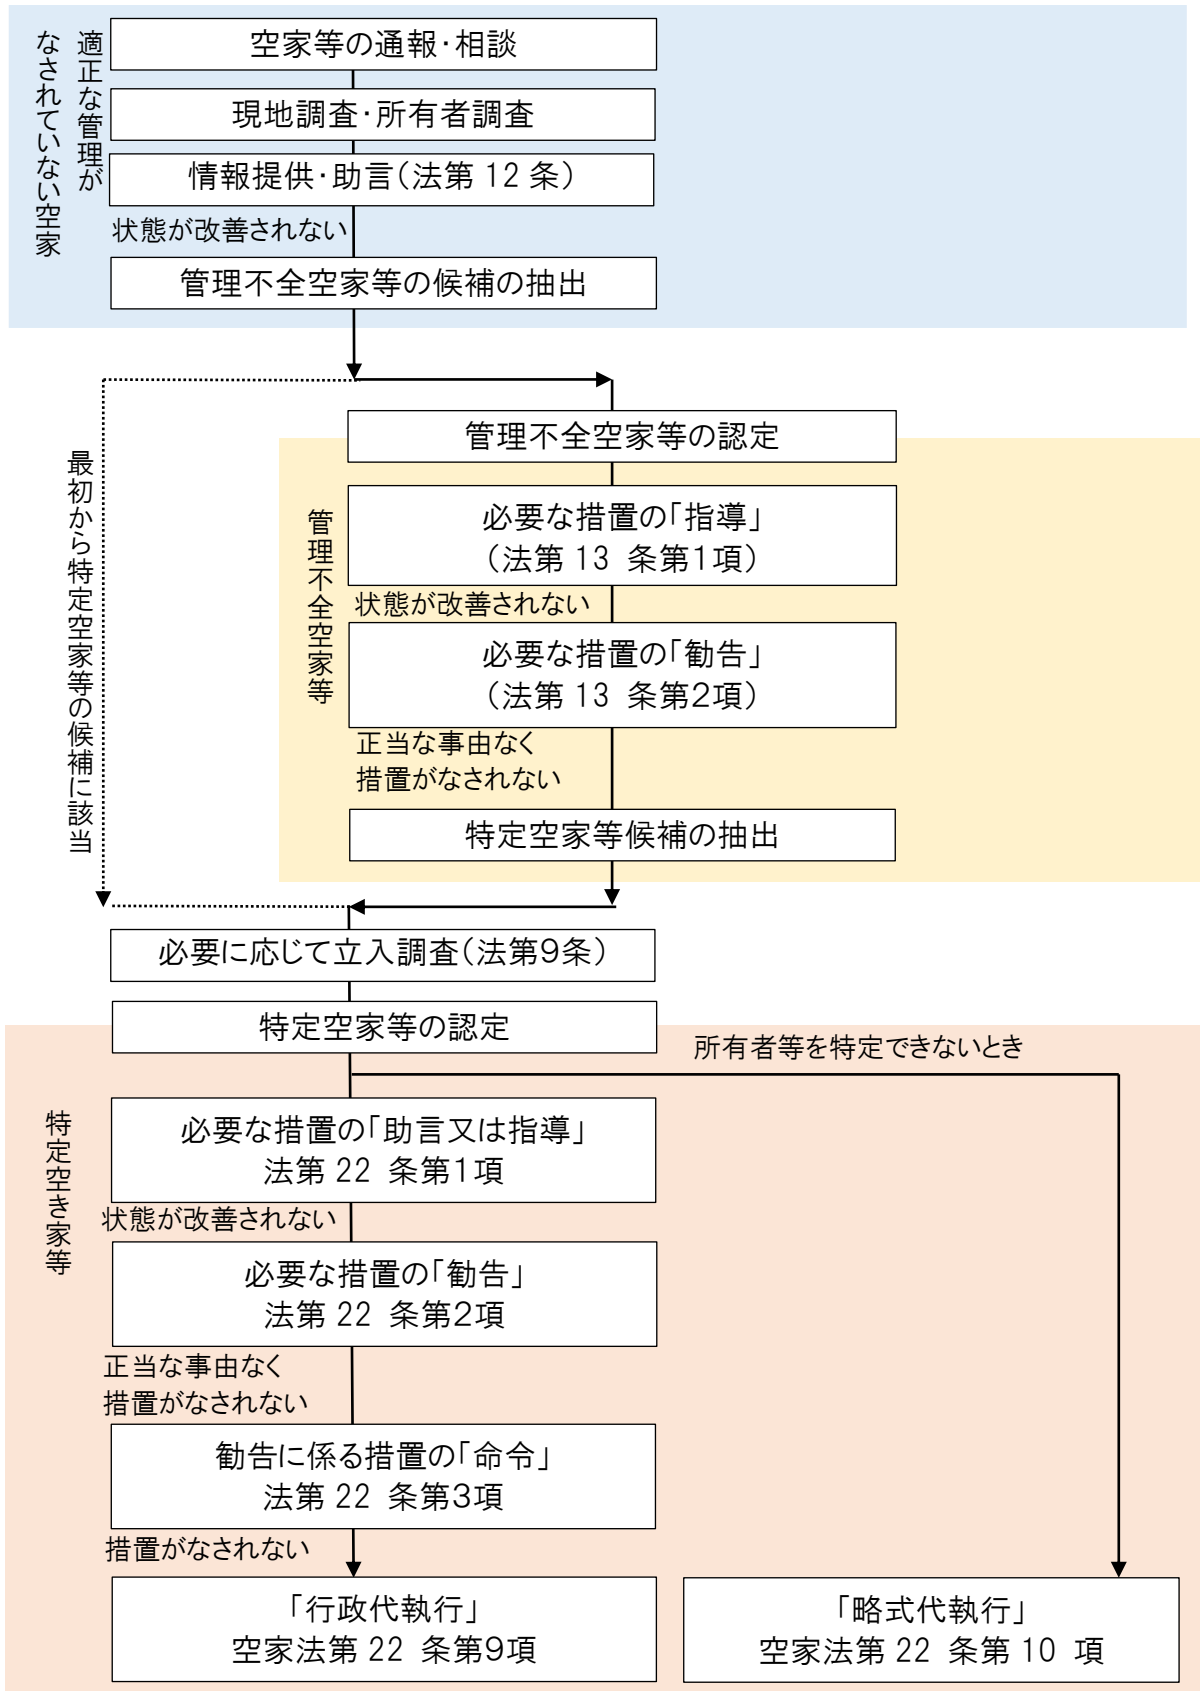 適正な管理が
なされていない空家
空家等の通報・相談
現地調査・所有者調査
情報提供・助言（法第 12 条）
状態が改善されない
管理不全空家等の候補の抽出
最初から特定空家等の候補に該当
管理不全空家等
管理不全空家等の認定
必要な措置の「指導」
（法第 13 条第1項）
状態が改善されない
必要な措置の「勧告」
（法第 13 条第2項）
正当な事由なく
措置がなされない
特定空家等候補の抽出
必要に応じて立入調査（法第9条）
特定空き家等
特定空家等の認定
所有者等を特定できないとき
必要な措置の「助言又は指導」
法第 22 条第1項
状態が改善されない
必要な措置の「勧告」
法第 22 条第2項
正当な事由なく
措置がなされない
勧告に係る措置の「命令」
法第 22 条第3項
措置がなされない
「行政代執行」
空家法第 22 条第9項
「略式代執行」
空家法第 22 条第 10 項